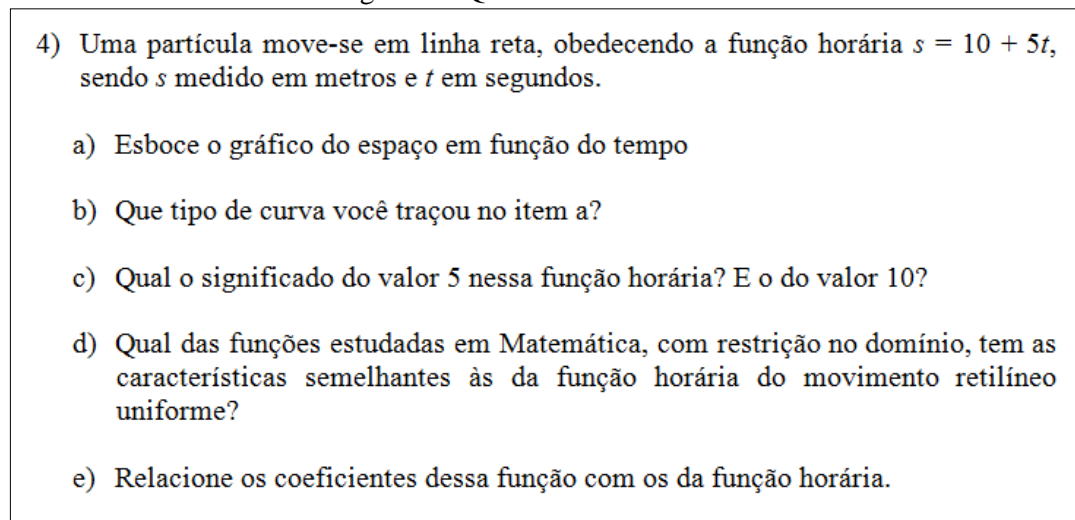 4) Uma partícula move-se em linha reta, obedecendo a função horária s = 10 + 5t,
sendo s medido em metros e t em segundos.
a) Esboce o gráfico do espaço em função do tempo
b) Que tipo de curva você traçou no item a?
c) Qual o significado do valor 5 nessa função horária? E o do valor 10?
d) Qual das funções estudadas em Matemática, com restrição no domínio, tem as
características semelhantes às da função horária do movimento retilíneo
uniforme?
e) Relacione os coeficientes dessa função com os da função horária.